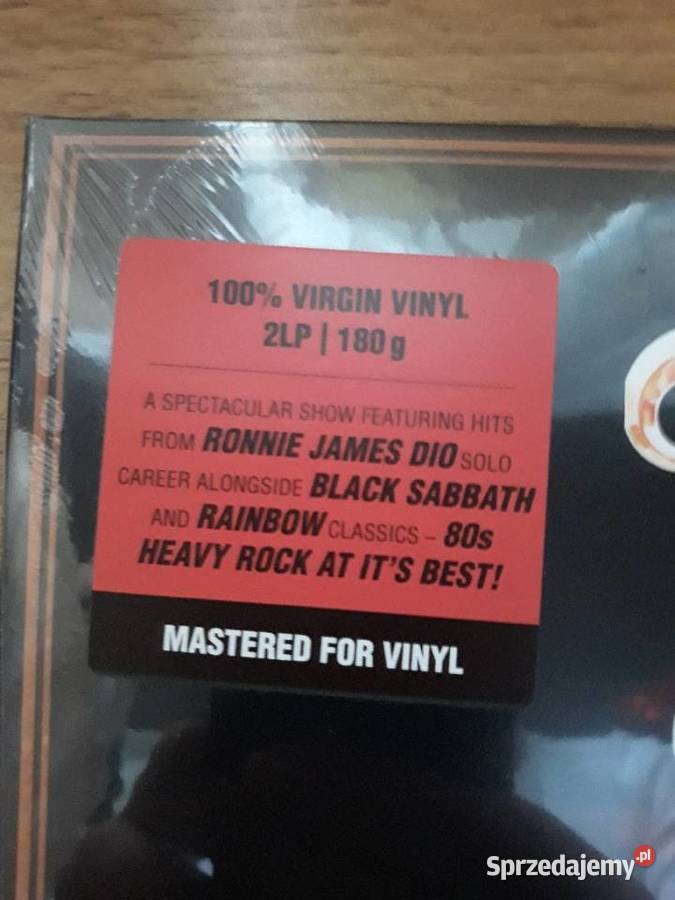 100% VIRGIN VINYL
2LP | 180 g
A SPECTACULAR SHOW FEATURING HITS
FROM RONNIE JAMES DIO SOLO
CAREER ALONGSIDE BLACK SABBATH
AND RAINBOW CLASSICS – 80s
HEAVY ROCK AT IT'S BEST!
MASTERED FOR VINYL
Sprzedajemy.pl